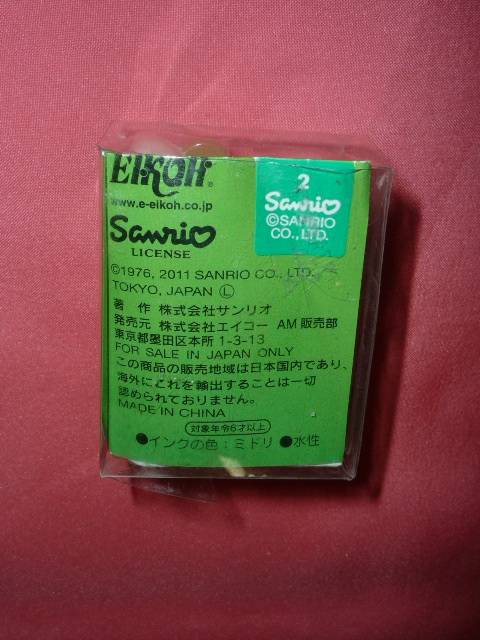 EIKOH.
www.e-eikoh.co.jp
Sanrio
LICENSE
2
Sanrio
©SANRIO
CO., LTD.
©1976, 2011 SANRIO CO., LTD.
TOKYO, JAPAN Ⓛ
著 作 株式会社サンリオ
発売元 株式会社エイコー AM販売部
東京都墨田区本所 1-3-13
FOR SALE IN JAPAN ONLY
この商品の販売地域は日本国内であり、
海外にこれを輸出することは一切
認められておりません。
MADE IN CHINA
対象年令6才以上
●インクの色：ミドリ ●水性